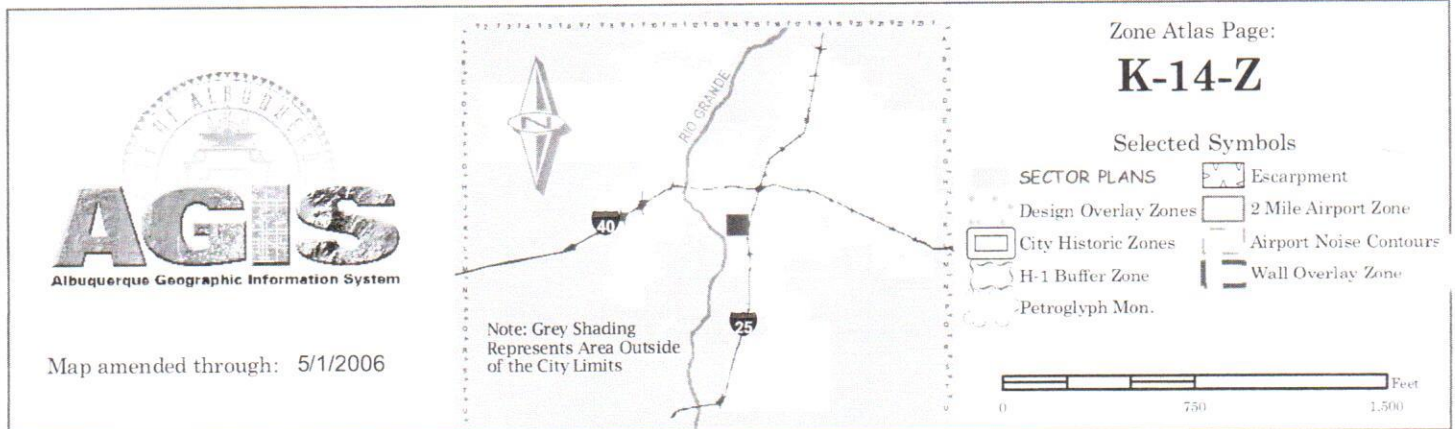 AGIS
Albuquerque Geographic Information System
Map amended through: 5/1/2006
RIO GRANDE
N
40
25
Note: Grey Shading
Represents Area Outside
of the City Limits
Zone Atlas Page:
K-14-Z
Selected Symbols
SECTOR PLANS
Design Overlay Zones
City Historic Zones
H-1 Buffer Zone
Petroglyph Mon.
Escarpment
2 Mile Airport Zone
Airport Noise Contours
Wall Overlay Zone
Feet
0 750 1,500